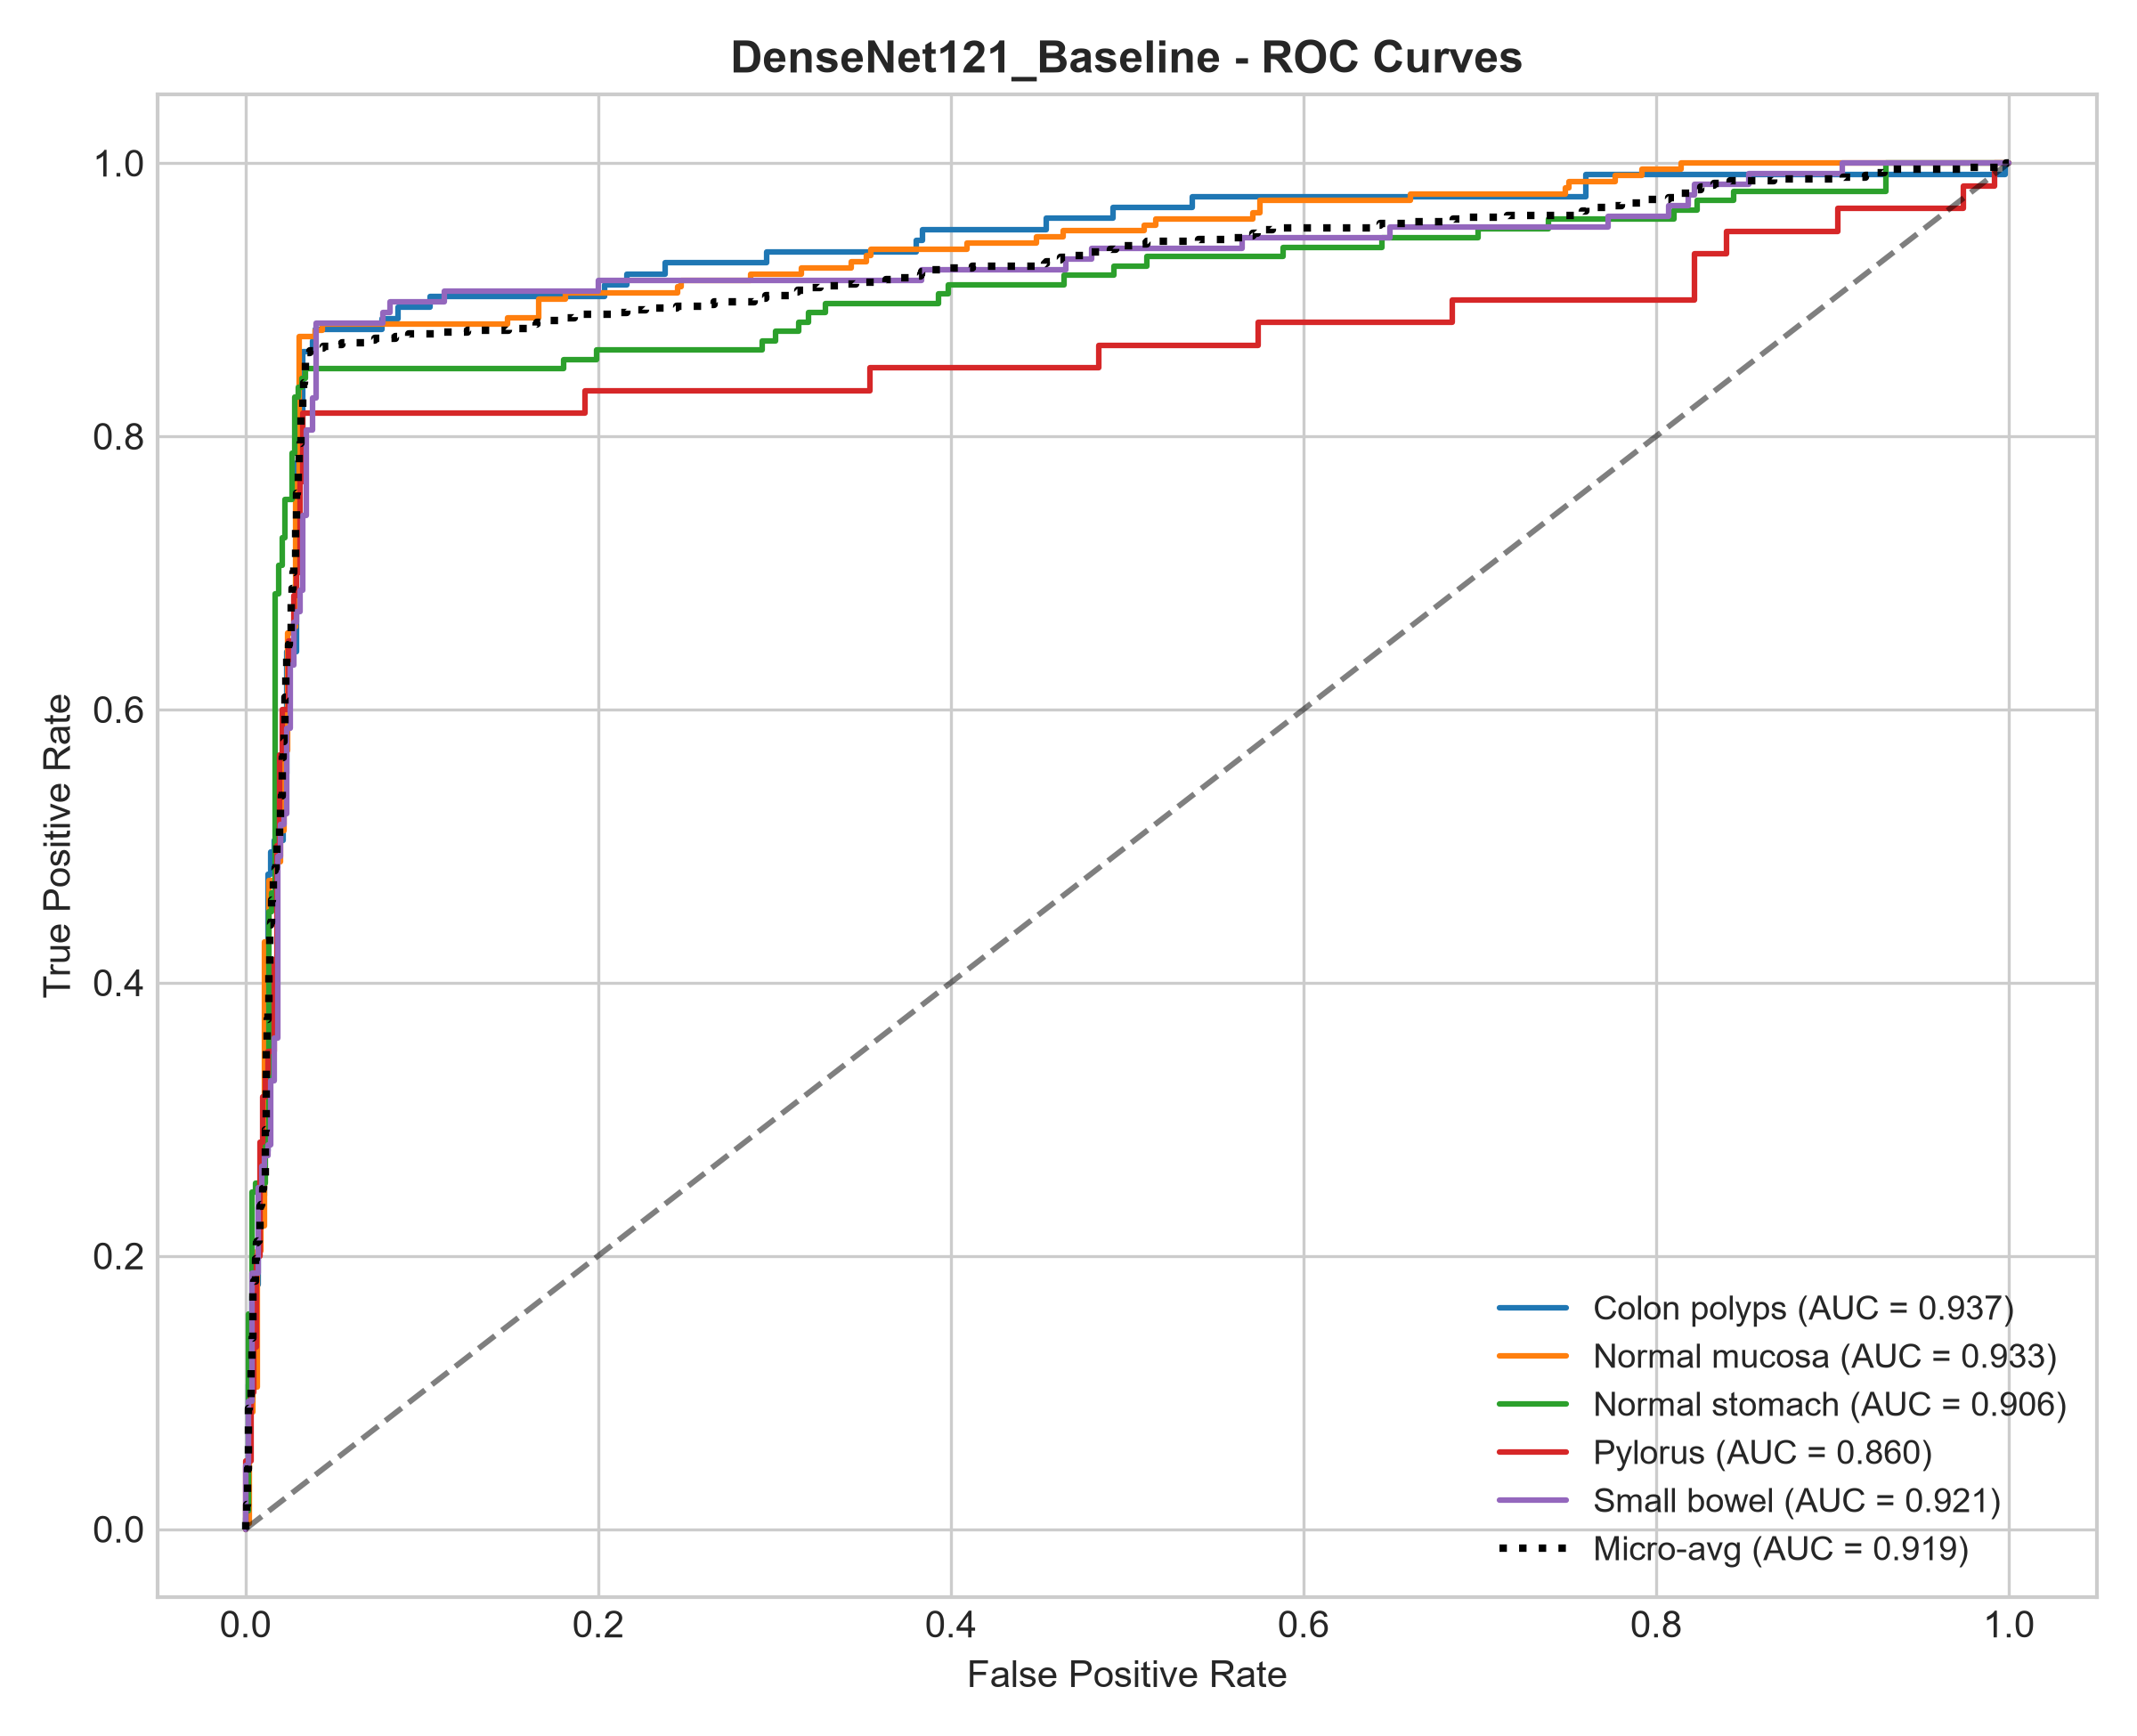 DenseNet121_Baseline - ROC Curves
True Positive Rate
1.0
0.8
0.6
0.4
0.2
0.0
Colon polyps (AUC = 0.937)
Normal mucosa (AUC = 0.933)
Normal stomach (AUC = 0.906)
Pylorus (AUC = 0.860)
Small bowel (AUC = 0.921)
Micro-avg (AUC = 0.919)
0.0 0.2 0.4 0.6 0.8 1.0
False Positive Rate